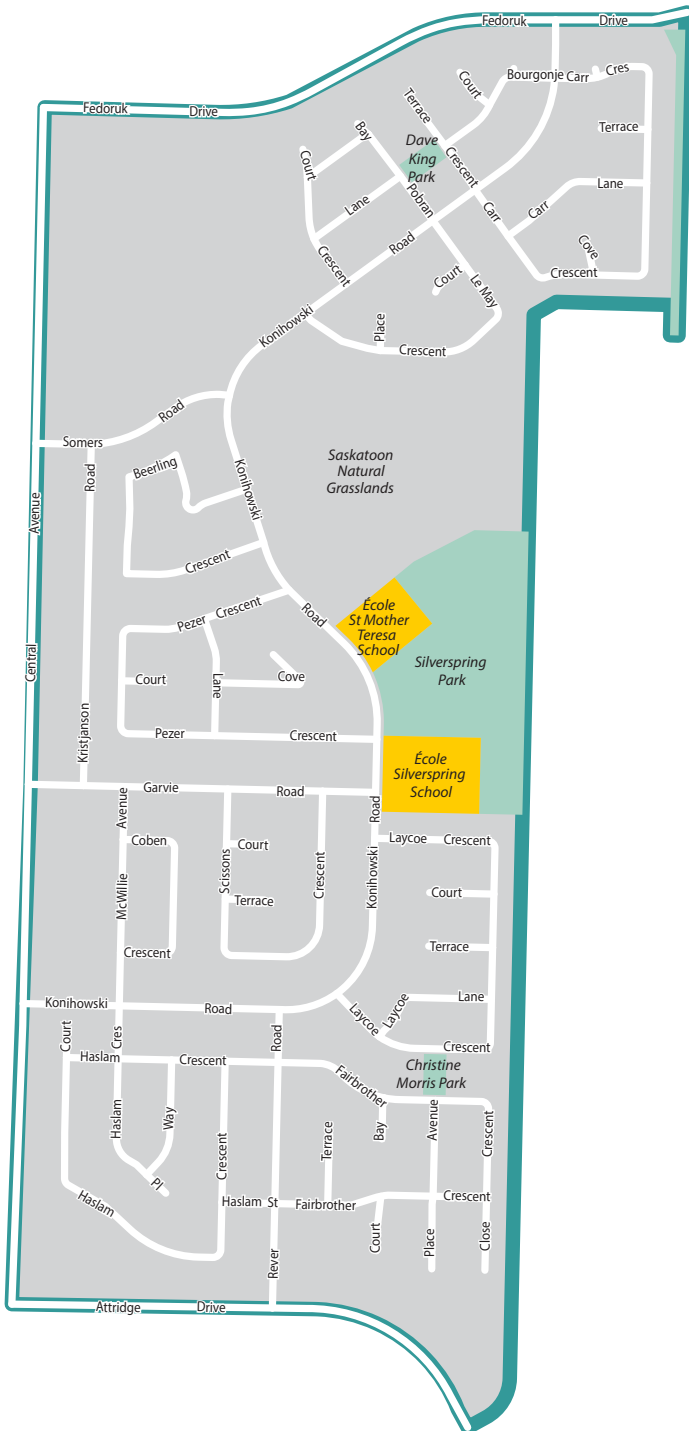 Fedoruk Drive
Fedoruk Drive
Court
Bourgonje
Carr
Cres
Terrace
Bay
Dave
King
Park
Terrace
Court
Crescent
Lane
Lane
Pobran
Carr
Carr
Road
Cove
Crescent
Court
Le May
Crescent
Konihowski
Place
Crescent
Road
Somers
Saskatoon
Natural
Grasslands
Beerling
Road
Konihowski
Avenue
Crescent
Road
École
St Mother
Teresa
School
Pezer Crescent
Silverspring
Park
Central
Court
Lane
Cove
Kristjanson
Pezer Crescent
École
Silverspring
School
Garvie Road
Avenue
Road
Coben
Court
Laycoe Crescent
Scissons
Crescent
Konihowski
McWillie
Terrace
Court
Crescent
Terrace
Konihowski Road
Laycoe
Laycoe
Lane
Court
Cres
Road
Crescent
Haslam Crescent
Christine
Morris Park
Fairbrother
Haslam
Way
Crescent
Terrace
Bay
Avenue
Crescent
Pl
Haslam
Haslam St
Fairbrother
Crescent
Court
Place
Close
Rever
Attridge Drive